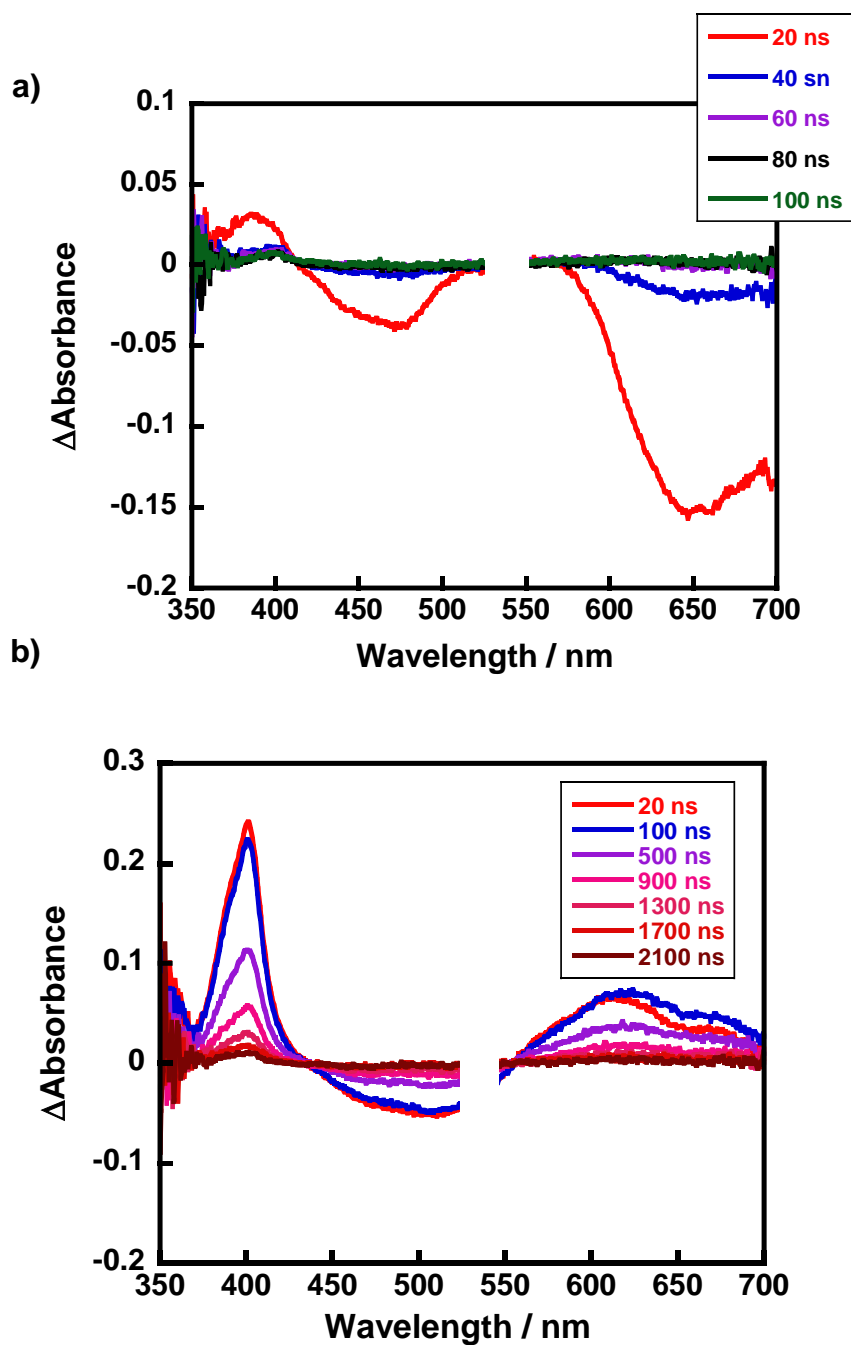 a)
20 ns
40 sn
60 ns
80 ns
100 ns
0.1
0.05
0
-0.05
-0.1
-0.15
-0.2
ΔAbsorbance
350 400 450 500 550 600 650 700
Wavelength / nm
b)
20 ns
100 ns
500 ns
900 ns
1300 ns
1700 ns
2100 ns
0.3
0.2
0.1
0
-0.1
-0.2
ΔAbsorbance
350 400 450 500 550 600 650 700
Wavelength / nm